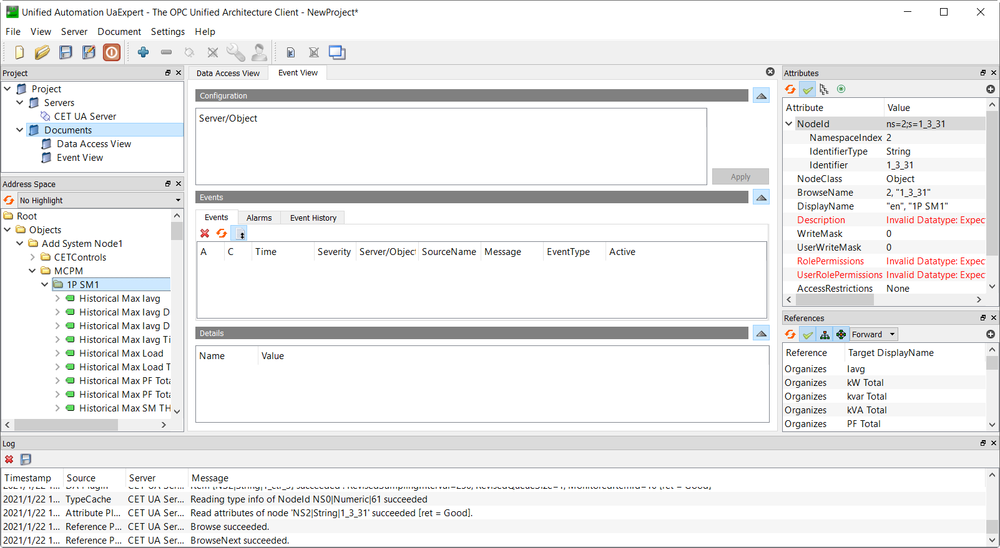 Unified Automation UaExpert - The OPC Unified Architecture Client - NewProject*
File View Server Document Settings Help
Project
Project
Servers
CET UA Server
Documents
Data Access View
Event View
Address Space
No Highlight
Root
Objects
Add System Node1
CETControls
MCPM
1P SM1
Historical Max Iavg
Historical Max Iavg D
Historical Max Iavg D
Historical Max Iavg Ti
Historical Max Load
Historical Max Load T
Historical Max PF Tota
Historical Max PF Tota
Historical Max SM TH
Data Access View Event View
Configuration
Server/Object
Apply
Events
Events Alarms Event History
A C Time Severity Server/Object SourceName Message EventType Active
Details
Name Value
Attributes
Attribute Value
NodeId ns=2;s=1_3_31
NamespaceIndex 2
IdentifierType String
Identifier 1_3_31
NodeClass Object
BrowseName 2, "1_3_31"
DisplayName "en", "1P SM1"
Description Invalid Datatype: Expec
WriteMask 0
UserWriteMask 0
RolePermissions Invalid Datatype: Expec
UserRolePermissions Invalid Datatype: Expec
AccessRestrictions None
References
Forward
Reference Target DisplayName
Organizes Iavg
Organizes kW Total
Organizes kvar Total
Organizes kVA Total
Organizes PF Total
Log
Timestamp Source Server Message
2021/1/22 1... TypeCache CET UA Ser... Reading type info of NodeId NS0|Numeric|61 succeeded
2021/1/22 1... Attribute Pl... CET UA Ser... Read attributes of node 'NS2|String|1_3_31' succeeded [ret = Good].
2021/1/22 1... Reference P... CET UA Ser... Browse succeeded.
2021/1/22 1... Reference P... CET UA Ser... BrowseNext succeeded.